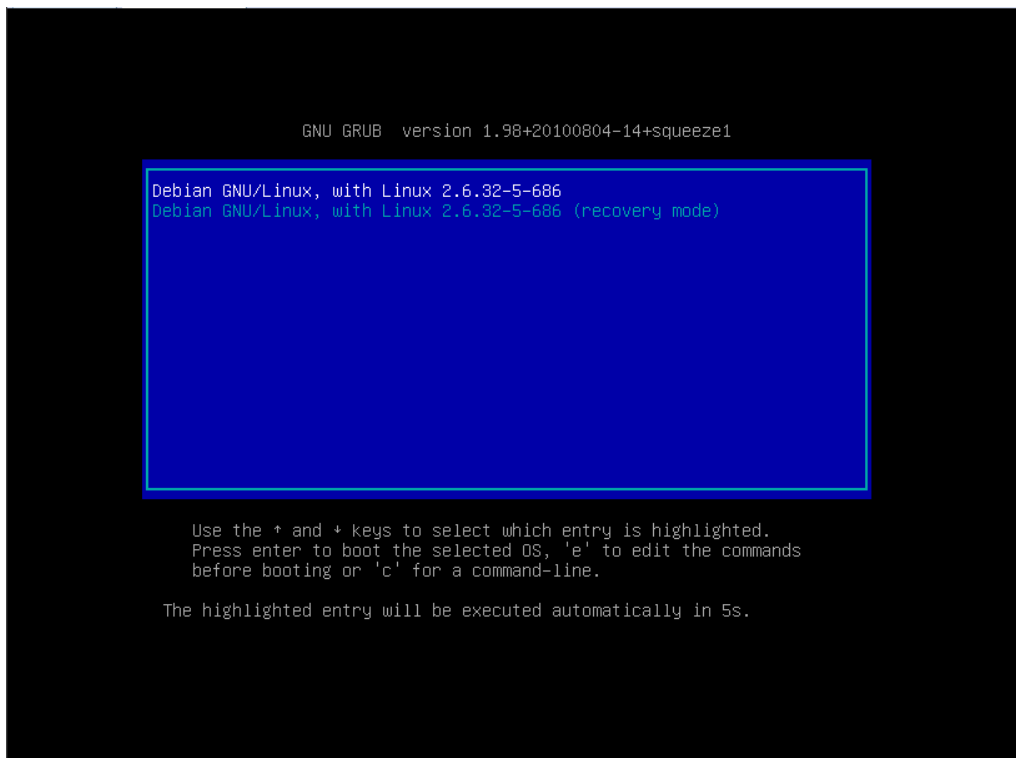 GNU GRUB  version 1.98+20100804-14+squeeze1
Debian GNU/Linux, with Linux 2.6.32-5-686
Debian GNU/Linux, with Linux 2.6.32-5-686 (recovery mode)
Use the ↑ and ↓ keys to select which entry is highlighted.
Press enter to boot the selected OS, 'e' to edit the commands
before booting or 'c' for a command-line.
The highlighted entry will be executed automatically in 5s.